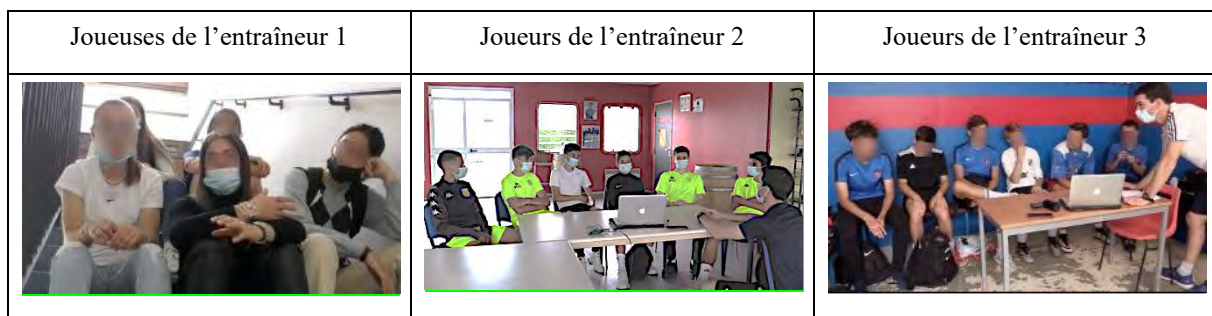 Joueuses de l’entraîneur 1
Joueurs de l’entraîneur 2
Joueurs de l’entraîneur 3